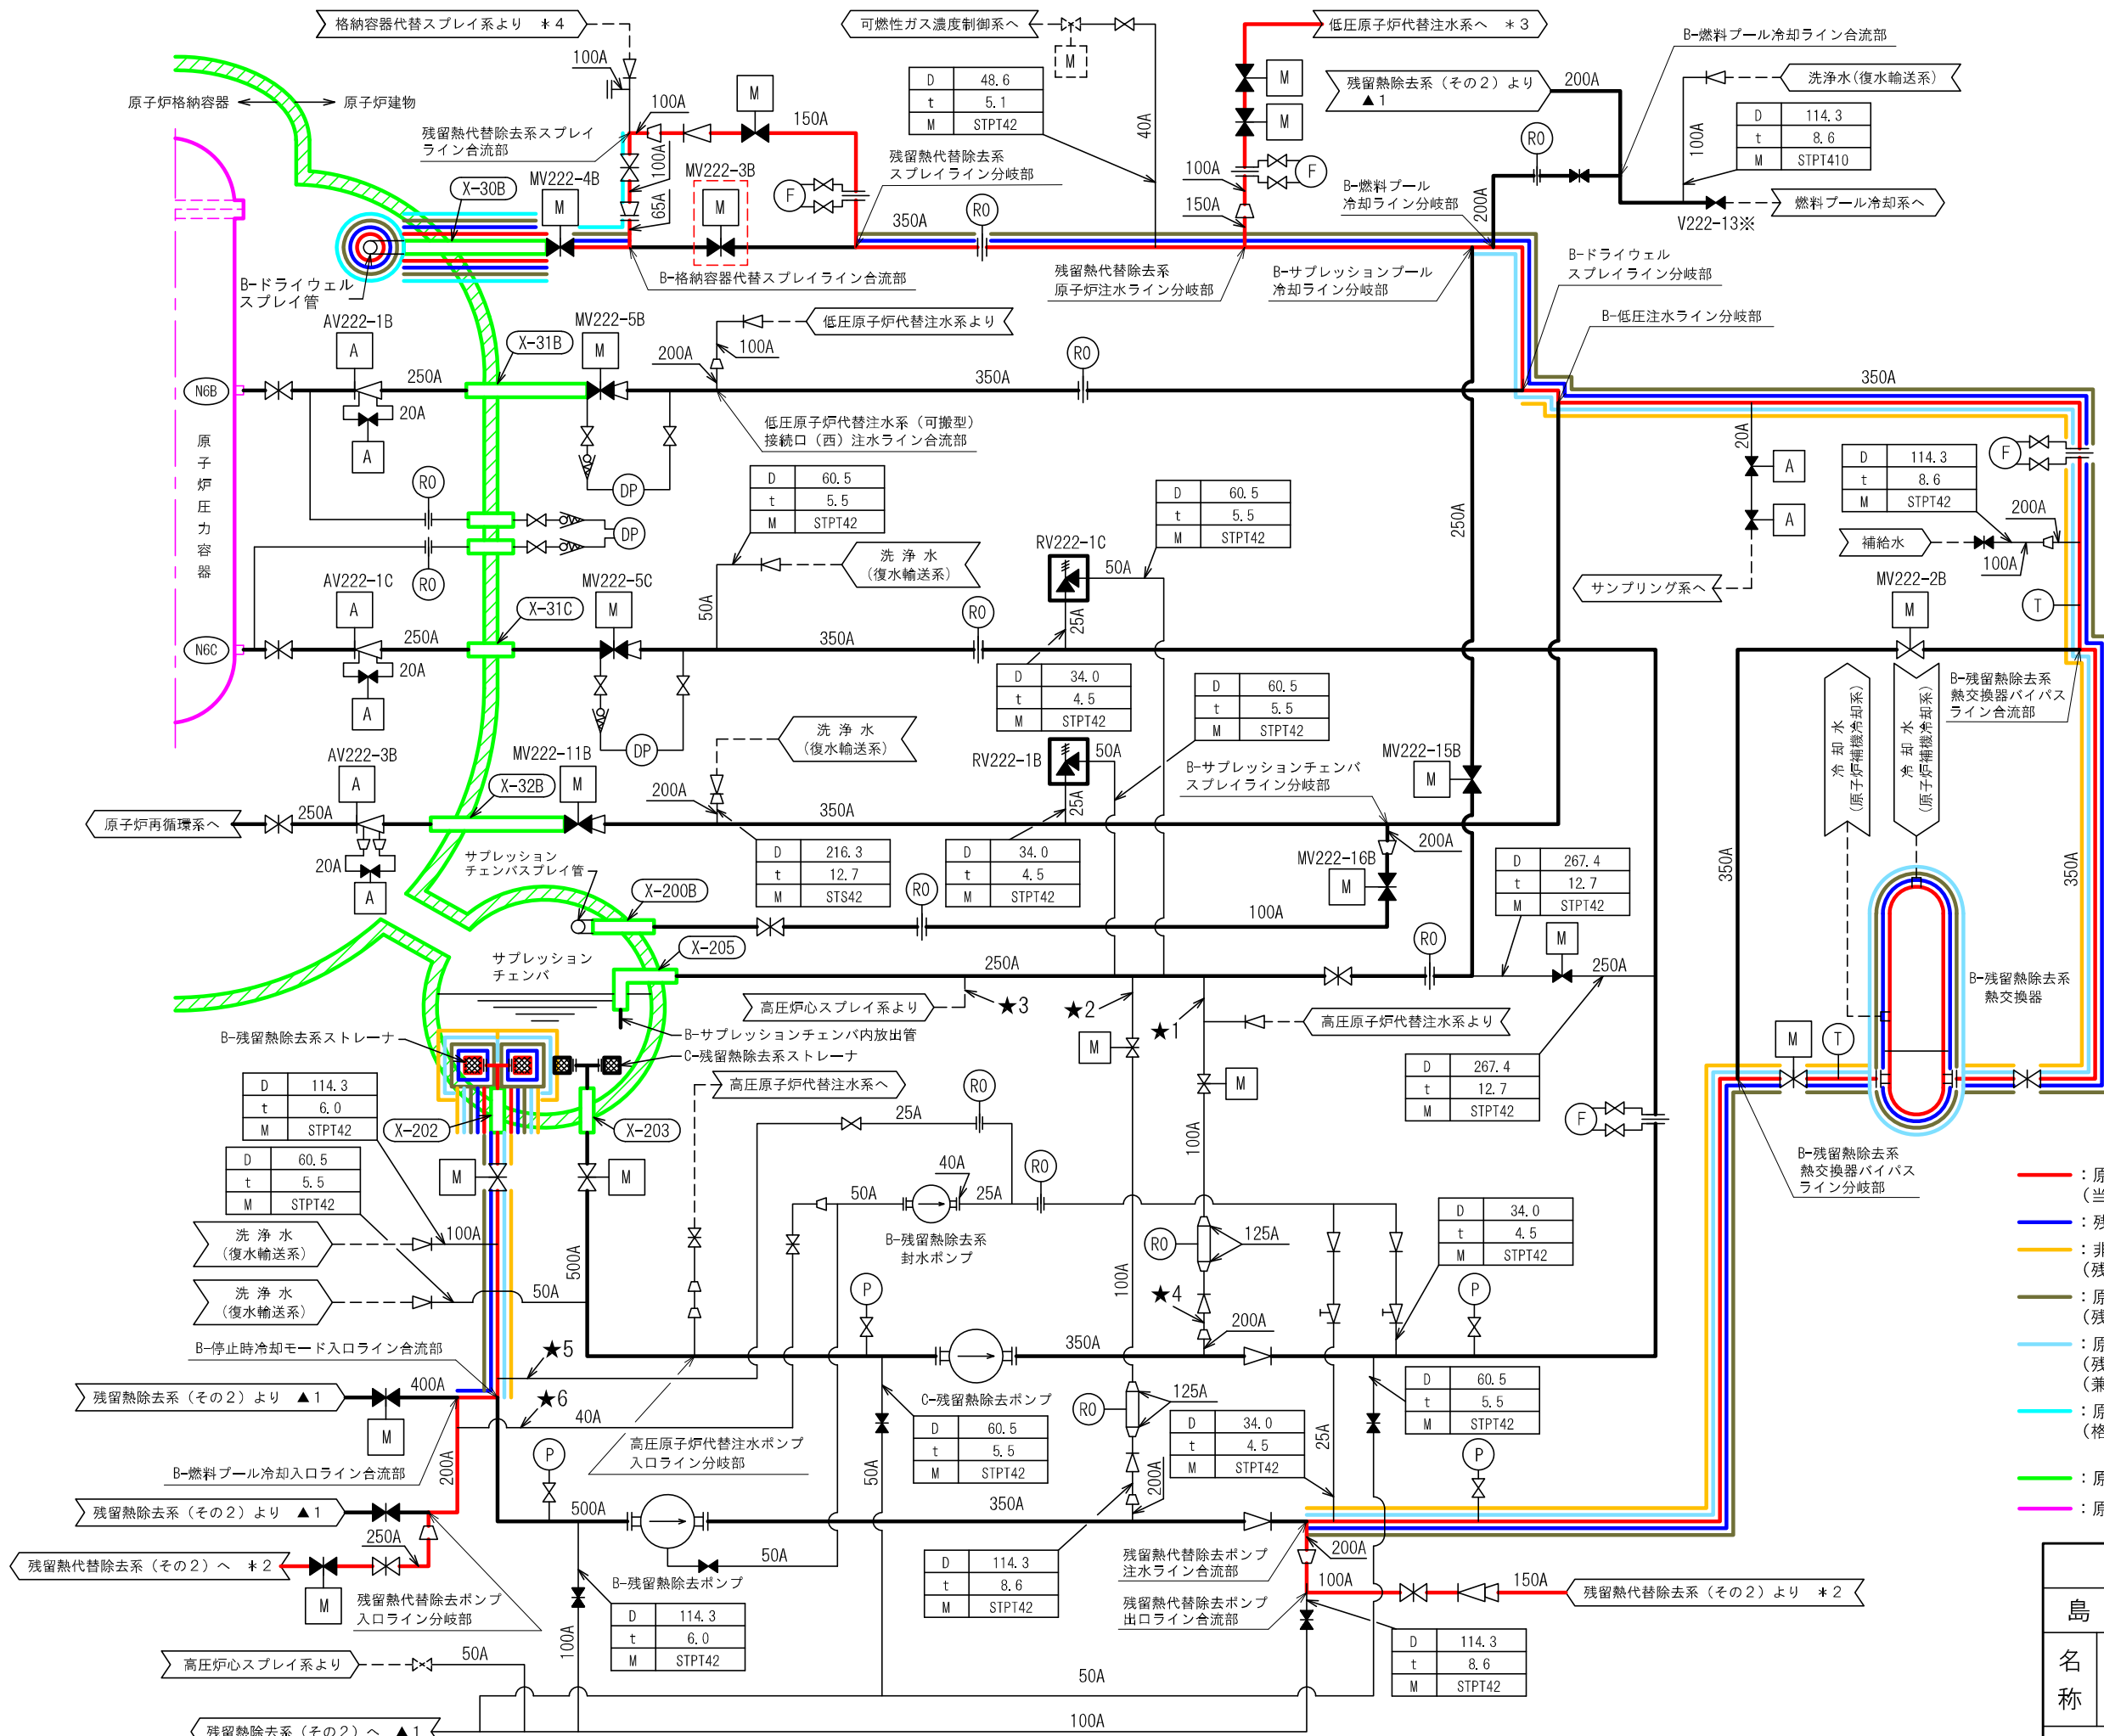 格納容器代替スプレイ系より ＊4
100A
原子炉格納容器
原子炉建物
残留熱代替除去系スプレイ
ライン合流部
100A
M
150A
100A
65A
X-30B
MV222-4B
M
MV222-3B
M
F
残留熱代替除去系
スプレイライン分岐部
350A
RO
B-格納容器代替スプレイライン合流部
B-ドライウェル
スプレイ管
可燃性ガス濃度制御系へ
M
D 48.6
t 5.1
M STPT42
40A
低圧原子炉代替注水系へ ＊3
M
M
100A
F
150A
残留熱代替除去系
原子炉注水ライン分岐部
残留熱除去系（その2）より
▲1
200A
B-燃料プール冷却ライン合流部
洗浄水(復水輸送系)
D 114.3
t 8.6
M STPT410
100A
RO
燃料プール冷却系へ
V222-13※
B-燃料プール
冷却ライン分岐部
200A
B-サプレッションプール
冷却ライン分岐部
B-ドライウェル
スプレイライン分岐部
B-低圧注水ライン分岐部
AV222-1B
A
X-31B
MV222-5B
M
低圧原子炉代替注水系より
100A
200A
RO
N6B
250A
350A
350A
20A
A
低圧原子炉代替注水系（可搬型）
接続口（西）注水ライン合流部
原子炉圧力容器
RO
DP
DP
RO
D 60.5
t 5.5
M STPT42
洗 浄 水
(復水輸送系)
50A
D 60.5
t 5.5
M STPT42
RV222-1C
50A
25A
250A
20A
A
A
サンプリング系へ
F
D 114.3
t 8.6
M STPT42
200A
補給水
100A
MV222-2B
M
T
AV222-1C
A
X-31C
MV222-5C
M
N6C
250A
350A
RO
20A
A
DP
D 34.0
t 4.5
M STPT42
D 60.5
t 5.5
M STPT42
冷 却 水
(原子炉補機冷却系)
冷 却 水
(原子炉補機冷却系)
B-残留熱除去系
熱交換器バイパス
ライン合流部
洗 浄 水
(復水輸送系)
RV222-1B
50A
25A
MV222-15B
M
B-サプレッションチェンバ
スプレイライン分岐部
AV222-3B
A
X-32B
MV222-11B
M
200A
原子炉再循環系へ
250A
350A
200A
20A
A
サプレッション
チェンバスプレイ管
D 216.3
t 12.7
M STS42
D 34.0
t 4.5
M STPT42
MV222-16B
M
D 267.4
t 12.7
M STPT42
350A
350A
X-200B
RO
100A
X-205
RO
M
サプレッション
チェンバ
250A
250A
高圧炉心スプレイ系より
★3
★2
★1
高圧原子炉代替注水系より
B-残留熱除去系
熱交換器
B-残留熱除去系ストレーナ
B-サプレッションチェンバ内放出管
C-残留熱除去系ストレーナ
M
D 267.4
t 12.7
M STPT42
M
T
D 114.3
t 6.0
M STPT42
高圧原子炉代替注水系へ
RO
M
25A
X-202
X-203
F
100A
B-残留熱除去系
熱交換器バイパス
ライン分岐部
D 60.5
t 5.5
M STPT42
M
M
40A
RO
50A
25A
D 34.0
t 4.5
M STPT42
洗 浄 水
(復水輸送系)
100A
B-残留熱除去系
封水ポンプ
RO
125A
500A
洗 浄 水
(復水輸送系)
50A
P
100A
★4
P
200A
B-停止時冷却モード入口ライン合流部
★5
350A
残留熱除去系（その2）より ▲1
400A
M
★6
40A
C-残留熱除去ポンプ
RO
125A
D 60.5
t 5.5
M STPT42
D 60.5
t 5.5
M STPT42
D 34.0
t 4.5
M STPT42
25A
高圧原子炉代替注水ポンプ
入口ライン分岐部
B-燃料プール冷却入口ライン合流部
200A
P
50A
200A
P
残留熱除去系（その2）より ▲1
500A
350A
250A
残留熱代替除去系（その2）へ ＊2
M
残留熱代替除去ポンプ
入口ライン分岐部
50A
B-残留熱除去ポンプ
D 114.3
t 6.0
M STPT42
100A
D 114.3
t 8.6
M STPT42
残留熱代替除去ポンプ
注水ライン合流部
200A
残留熱代替除去ポンプ
出口ライン合流部
100A
150A
残留熱代替除去系（その2）より ＊2
D 114.3
t 8.6
M STPT42
高圧炉心スプレイ系より
50A
50A
残留熱除去系（その2）へ ▲1
100A
：原
（当
：残
：非
（残
：原
（残
：原
（残
（兼
：原
（格
：原
：原
島
名
称